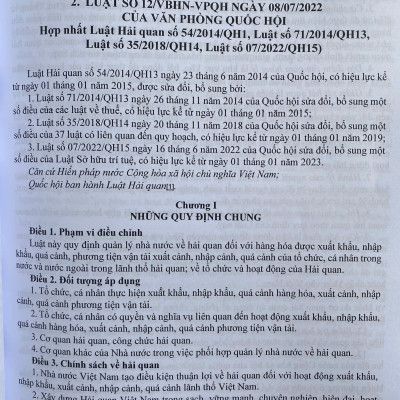 2. LUẬT SỐ 12/VBHN-VPQH NGÀY 08/07/2022
CỦA VĂN PHÒNG QUỐC HỘI
Hợp nhất Luật Hải quan số 54/2014/QH1, Luật số 71/2014/QH13,
Luật số 35/2018/QH14, Luật số 07/2022/QH15)
Luật Hải quan số 54/2014/QH13 ngày 23 tháng 6 năm 2014 của Quốc hội, có hiệu lực kể
từ ngày 01 tháng 01 năm 2015, được sửa đổi, bổ sung bởi:
1. Luật số 71/2014/QH13 ngày 26 tháng 11 năm 2014 của Quốc hội sửa đổi, bổ sung một
số điều của các luật về thuế, có hiệu lực kể từ ngày 01 tháng 01 năm 2015;
2. Luật số 35/2018/QH14 ngày 20 tháng 11 năm 2018 của Quốc hội sửa đổi, bổ sung một
số điều của 37 luật có liên quan đến quy hoạch, có hiệu lực kể từ ngày 01 tháng 01 năm 2019;
3. Luật số 07/2022/QH15 ngày 16 tháng 6 năm 2022 của Quốc hội sửa đổi, bổ sung một
số điều của Luật Sở hữu trí tuệ, có hiệu lực kể từ ngày 01 tháng 01 năm 2023.
Căn cứ Hiến pháp nước Cộng hòa xã hội chủ nghĩa Việt Nam;
Quốc hội ban hành Luật Hải quan[1].
Chương I
NHỮNG QUY ĐỊNH CHUNG
Điều 1. Phạm vi điều chỉnh
Luật này quy định quản lý nhà nước về hải quan đối với hàng hóa được xuất khẩu, nhập
khẩu, quá cảnh, phương tiện vận tải xuất cảnh, nhập cảnh, quá cảnh của tổ chức, cá nhân trong
nước và nước ngoài trong lãnh thổ hải quan; về tổ chức và hoạt động của Hải quan.
Điều 2. Đối tượng áp dụng
1. Tổ chức, cá nhân thực hiện xuất khẩu, nhập khẩu, quá cảnh hàng hóa, xuất cảnh, nhập
cảnh, quá cảnh phương tiện vận tải.
2. Tổ chức, cá nhân có quyền và nghĩa vụ liên quan đến hoạt động xuất khẩu, nhập khẩu,
quá cảnh hàng hóa, xuất cảnh, nhập cảnh, quá cảnh phương tiện vận tải.
3. Cơ quan hải quan, công chức hải quan.
4. Cơ quan khác của Nhà nước trong việc phối hợp quản lý nhà nước về hải quan.
Điều 3. Chính sách về hải quan
1. Nhà nước Việt Nam tạo điều kiện thuận lợi về hải quan đối với hoạt động xuất khẩu,
nhập khẩu, xuất cảnh, nhập cảnh, quá cảnh lãnh thổ Việt Nam.
2. Xây dựng Hải quan Việt Nam trong sạch, vững mạnh, chuyên nghiệp, hiện đại, hoạt